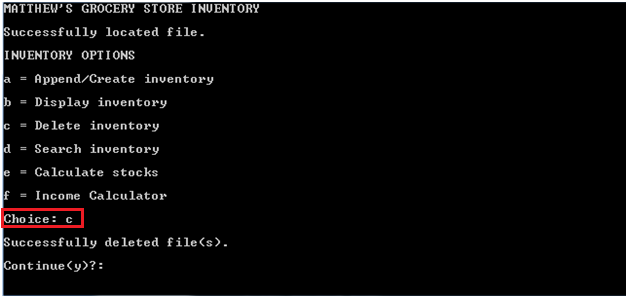 MATTHEW'S GROCERY STORE INVENTORY
Successfully located file.
INVENTORY OPTIONS
a = Append/Create inventory
b = Display inventory
c = Delete inventory
d = Search inventory
e = Calculate stocks
f = Income Calculator
Choice: c
Successfully deleted file(s).
Continue(y)?: